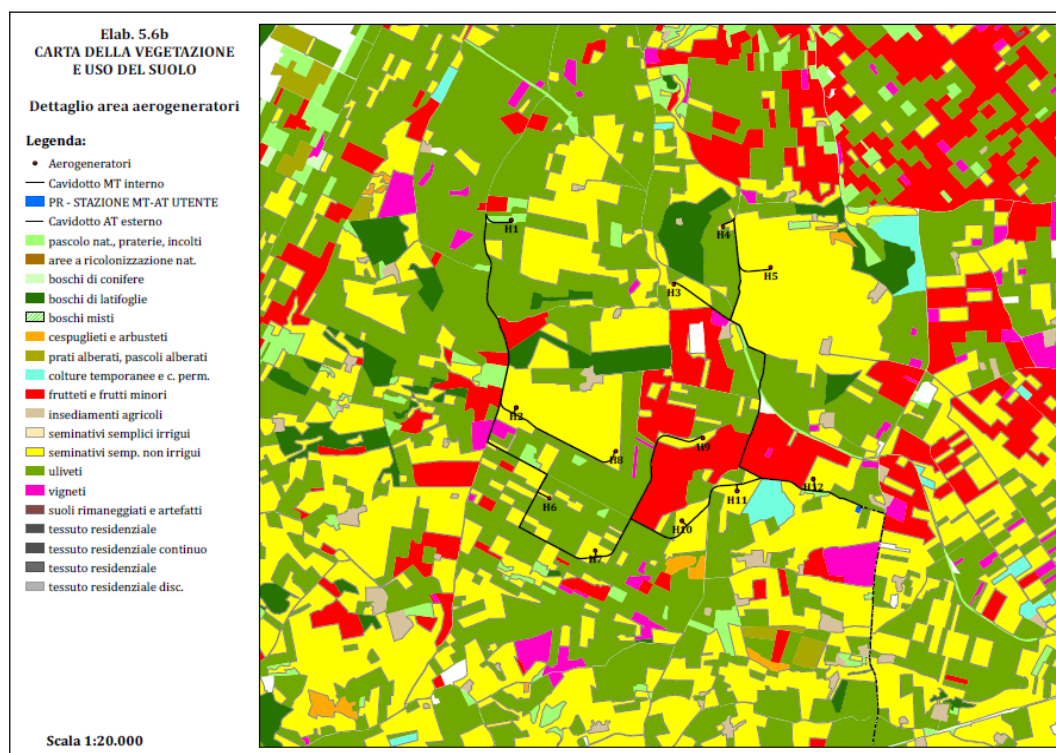 Elab. 5.6b
CARTA DELLA VEGETAZIONE
E USO DEL SUOLO
Dettaglio area aerogeneratori
Legenda:
Aerogeneratori
Cavidotto MT interno
PR - STAZIONE MT-AT UTENTE
Cavidotto AT esterno
pascolo nat., praterie, incolti
aree a ricolonizzazione nat.
boschi di conifere
boschi di latifoglie
boschi misti
cespuglieti e arbusteti
prati alberati, pascoli alberati
colture temporanee e c. perm.
frutteti e frutti minori
insediamenti agricoli
seminativi semplici irrigui
seminativi semp. non irrigui
uliveti
vigneti
suoli rimaneggiati e artefatti
tessuto residenziale
tessuto residenziale continuo
tessuto residenziale
tessuto residenziale disc.
Scala 1:20.000
H1
H4
H5
H3
H2
H9
H8
H12
H11
H6
H10
H7